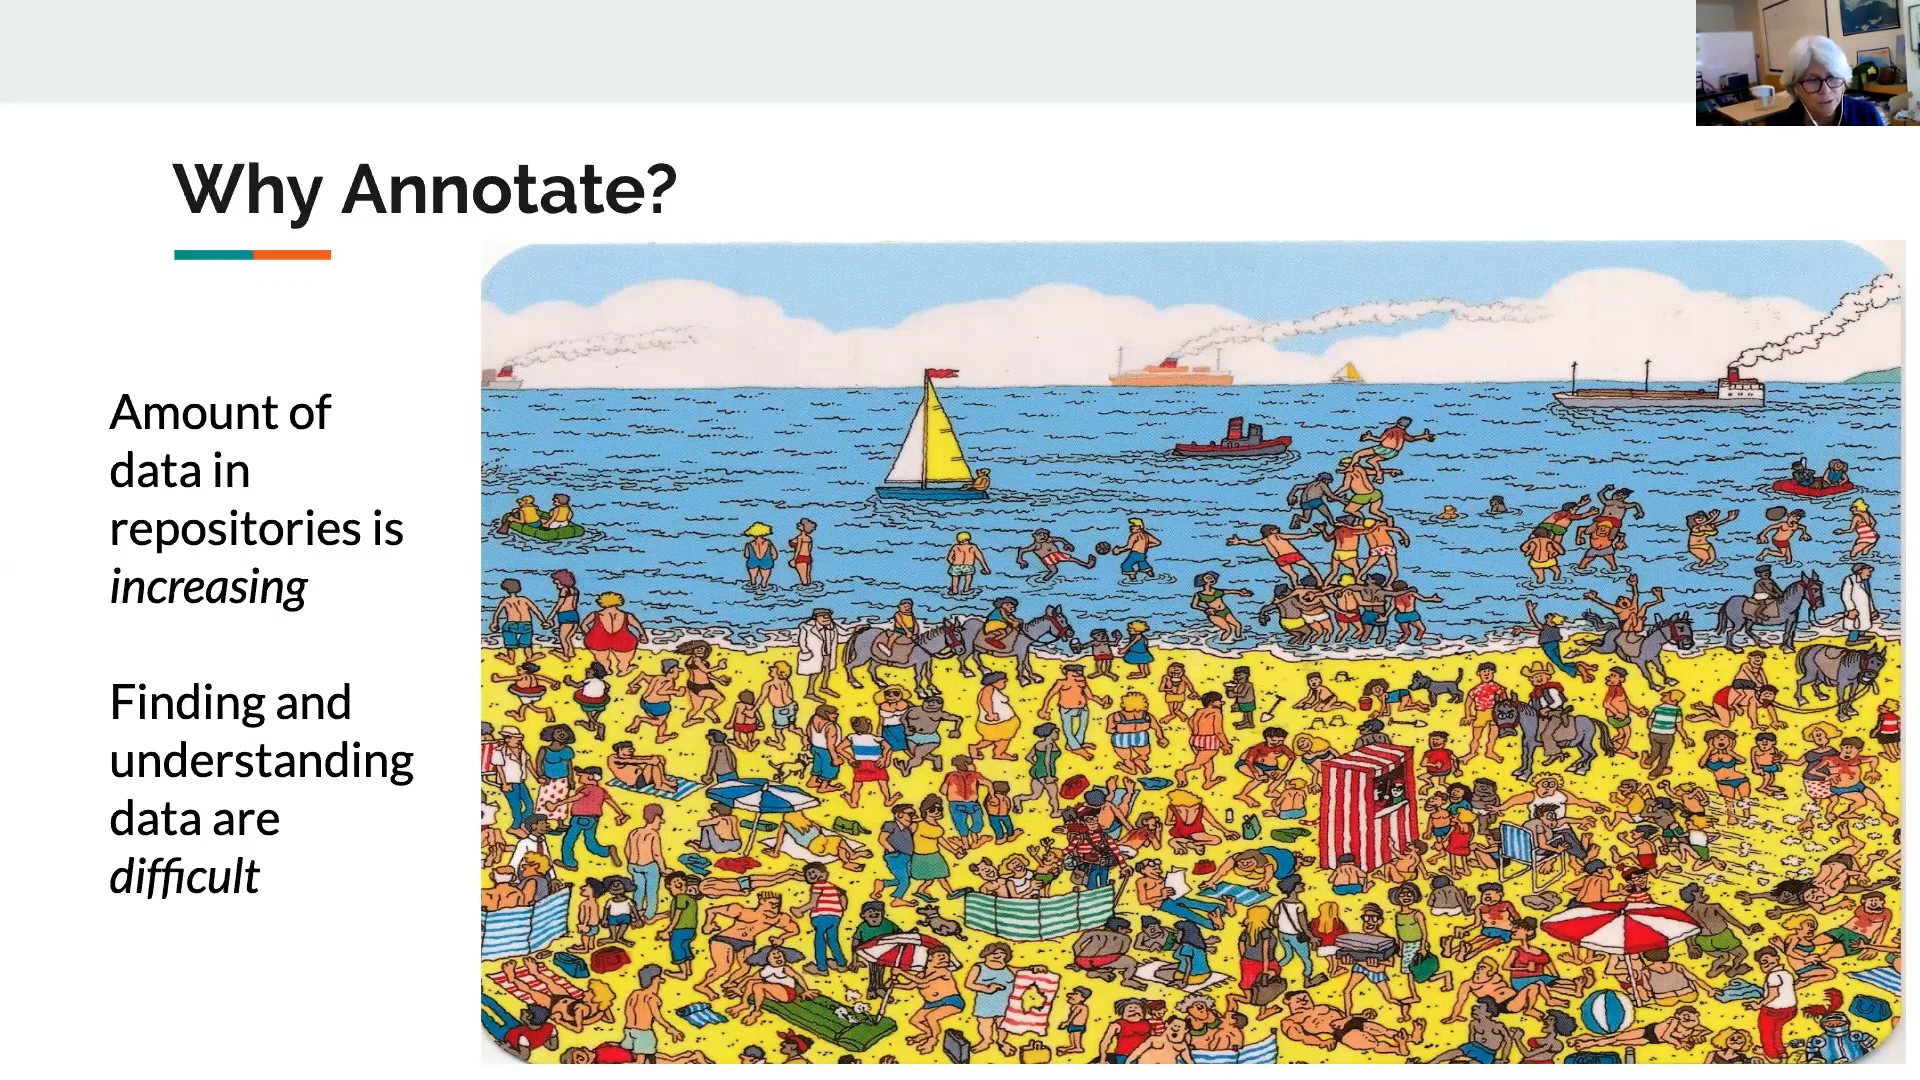 Why Annotate?
Amount of
data in
repositories is
increasing
Finding and
understanding
data are
difficult